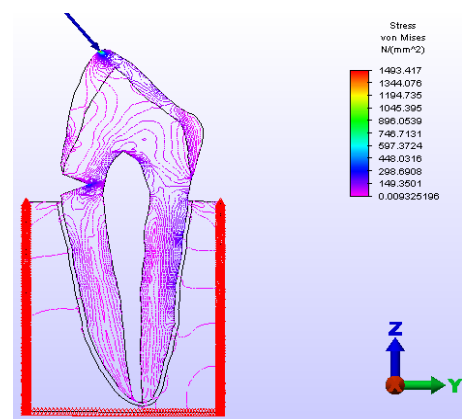 Stress
von Mises
N/(mm^2)
1493.417
1344.076
1194.735
1045.395
896.0539
746.7131
597.3724
448.0316
298.6908
149.3501
0.009325196
Z
Y